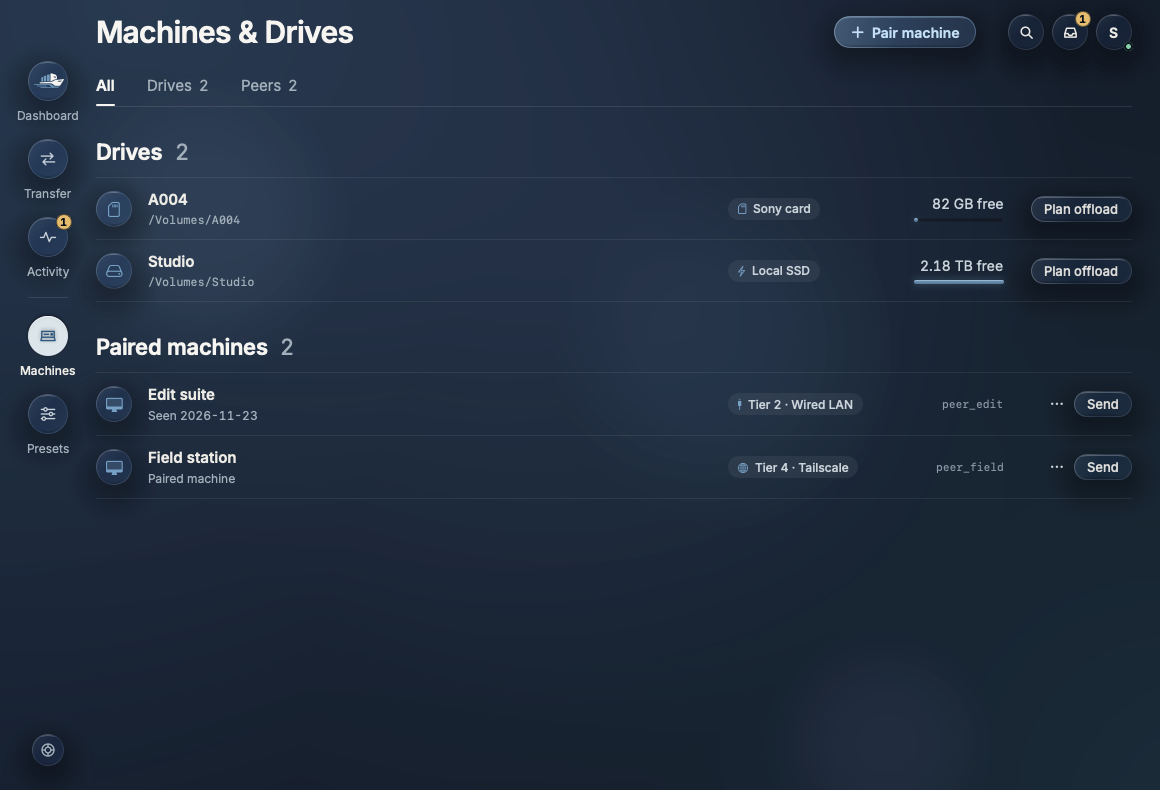 Machines & Drives
Pair machine
1
S
All
Drives 2
Peers 2
Dashboard
Transfer
1
Activity
Machines
Presets
Drives 2
A004
/Volumes/A004
Sony card
82 GB free
Plan offload
Studio
/Volumes/Studio
Local SSD
2.18 TB free
Plan offload
Paired machines 2
Edit suite
Seen 2026-11-23
Tier 2 · Wired LAN
peer_edit
Send
Field station
Paired machine
Tier 4 · Tailscale
peer_field
Send